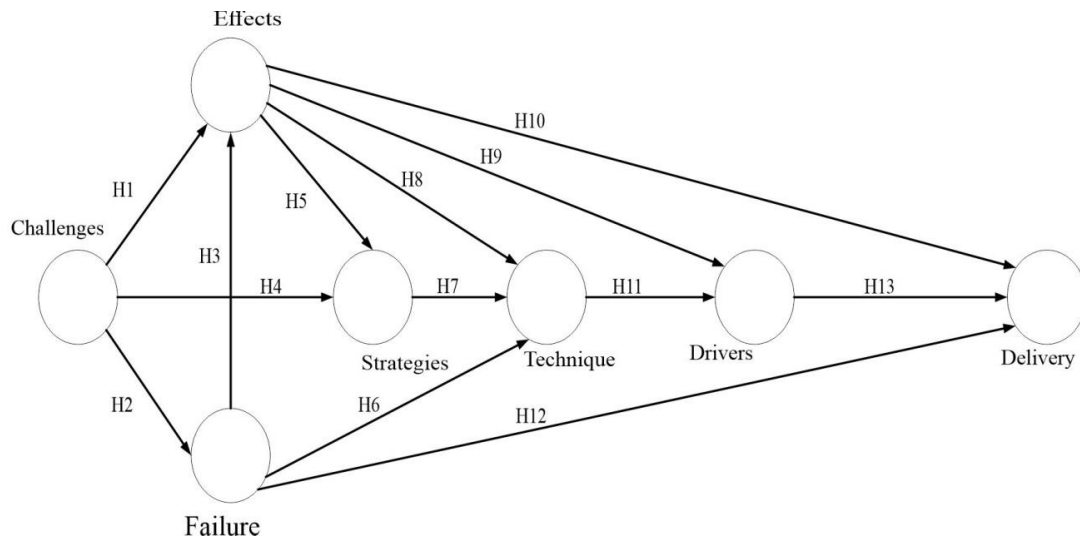 Effects
H10
H9
H1
H8
H5
Challenges
H3
H4
H7
H11
H13
Strategies
Technique
Drivers
Delivery
H2
H6
H12
Failure